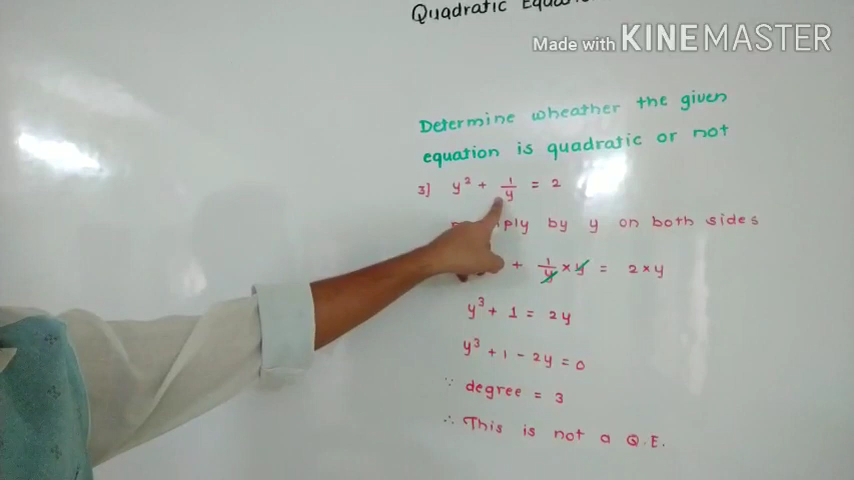 Quadratic
Made with KINEMASTER
Determine wheather the given
equation is quadratic or not
3] y² + 1/y = 2
by y on both sides
+ 1/y × y = 2 × y
y³ + 1 = 2y
y³ + 1 - 2y = 0
∵ degree = 3
∴ This is not a Q.E.